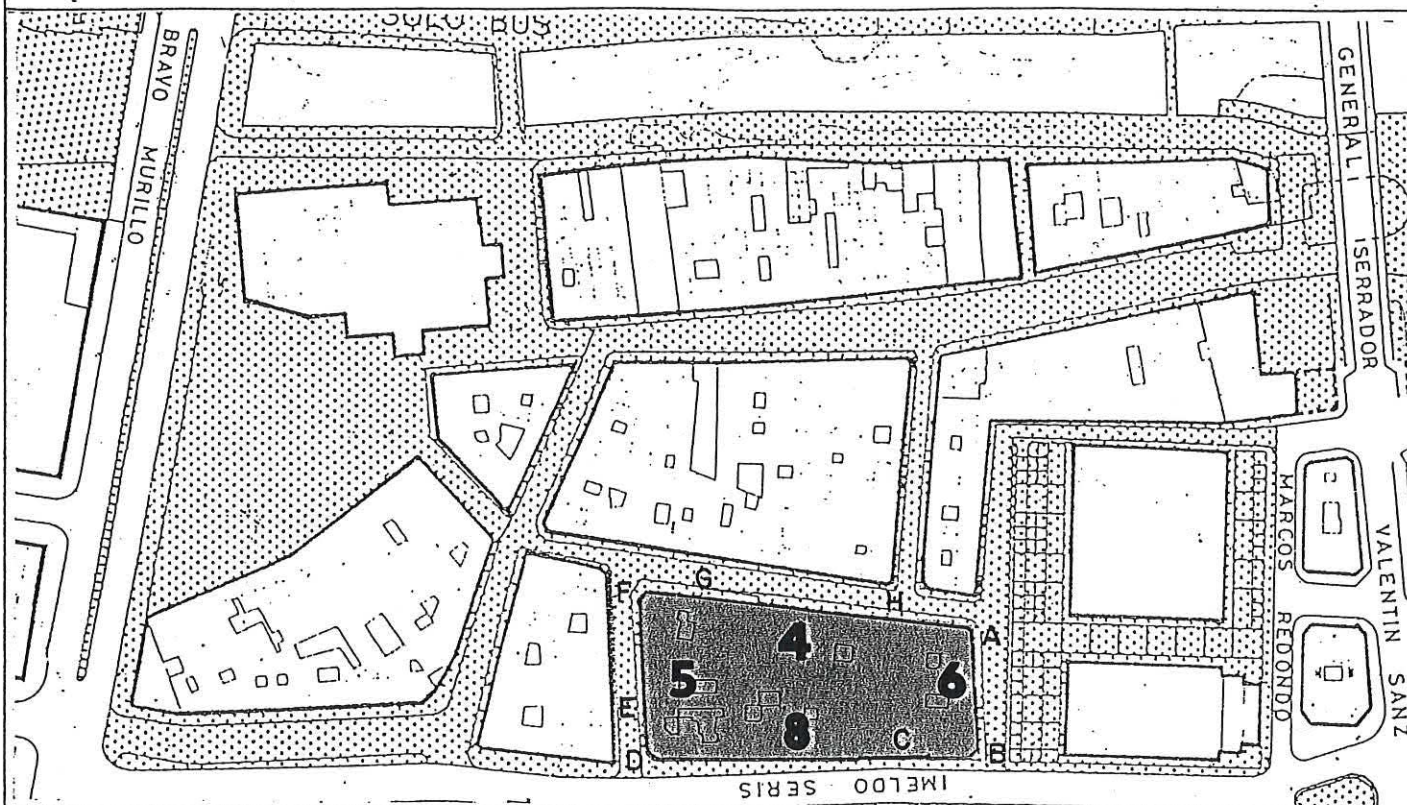 SOLO BUS
BRAVO MURILLO
GENERAL
SERRADOR
MARCOS REDONDO
VALENTIN SANZ
F
G
H
A
4
5
6
E
8
C
D
B
IMELDO SERIS